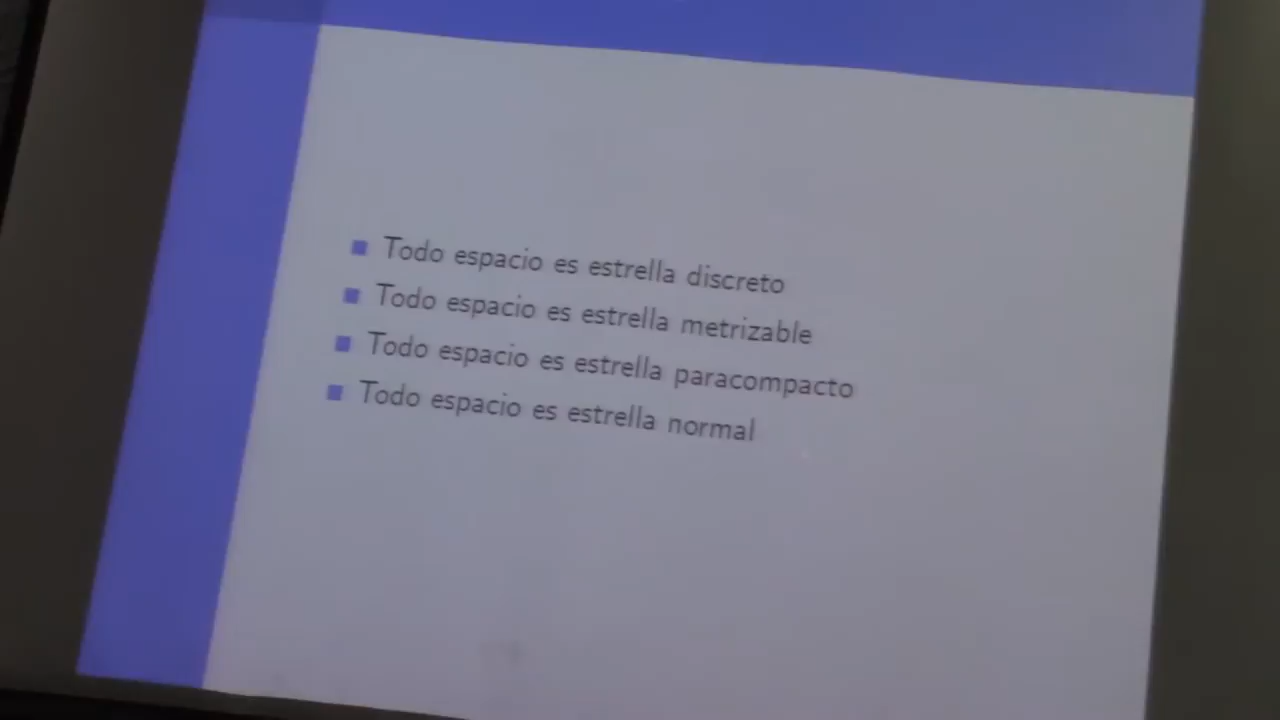 Todo espacio es estrella discreto
Todo espacio es estrella metrizable
Todo espacio es estrella paracompacto
Todo espacio es estrella normal